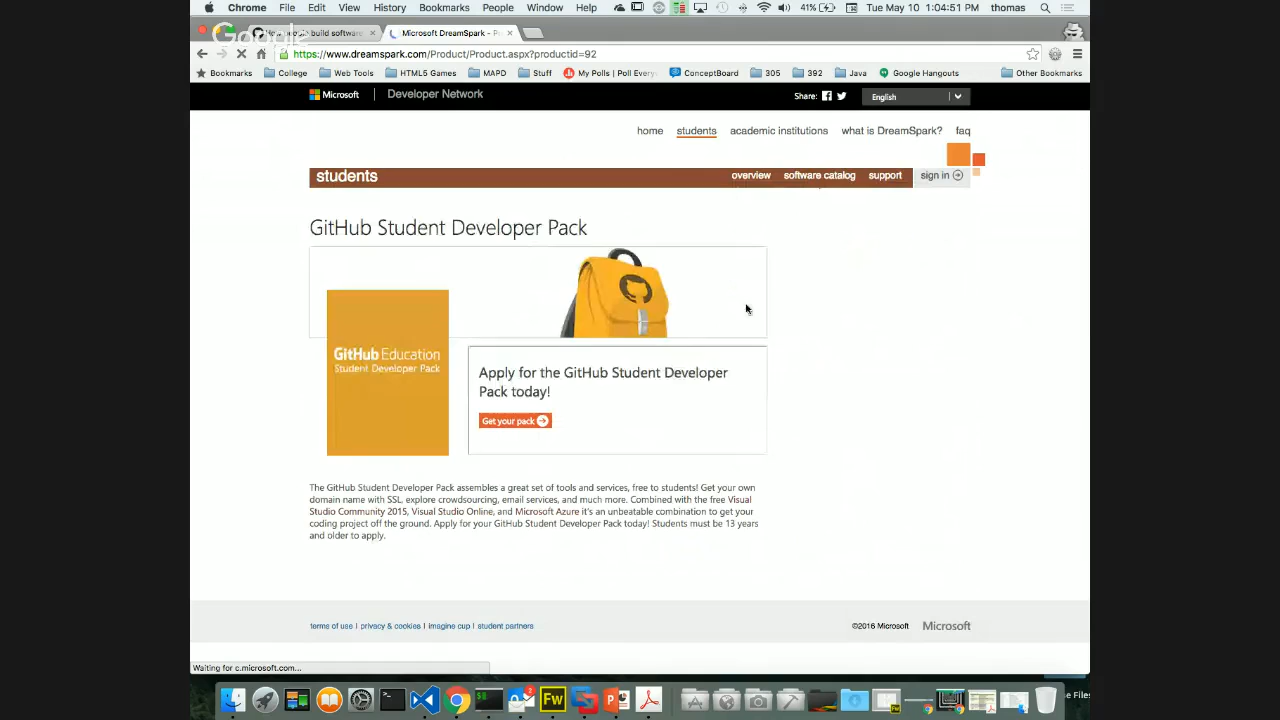 Chrome File Edit View History Bookmarks People Window Help 41% Tue May 10 1:04:51 PM thomas
Google
How people build software
Microsoft DreamSpark - P
https://www.dreamspark.com/Product/Product.aspx?productid=92
Bookmarks College Web Tools HTML5 Games MAPD Stuff My Polls | Poll Every ConceptBoard 305 392 Java Google Hangouts Other Bookmarks
Microsoft Developer Network Share: English
home students academic institutions what is DreamSpark? faq
students overview software catalog support sign in
GitHub Student Developer Pack
GitHub Education
Student Developer Pack
Apply for the GitHub Student Developer
Pack today!
Get your pack
The GitHub Student Developer Pack assembles a great set of tools and services, free to students! Get your own
domain name with SSL, explore crowdsourcing, email services, and much more. Combined with the free Visual
Studio Community 2015, Visual Studio Online, and Microsoft Azure it's an unbeatable combination to get your
coding project off the ground. Apply for your GitHub Student Developer Pack today! Students must be 13 years
and older to apply.
terms of use | privacy & cookies | imagine cup | student partners ©2016 Microsoft Microsoft
Waiting for c.microsoft.com...
Fw